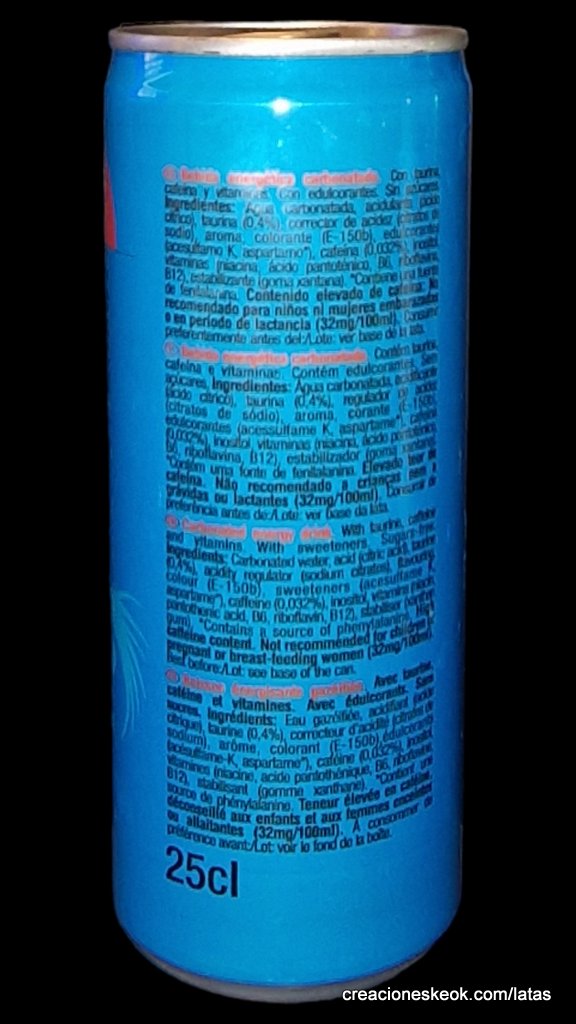 Bebida energética carbonatada. Con taurina,
cafeína y vitaminas. Con edulcorantes. Sin azúcares.
Ingredientes: Agua carbonatada, acidulante (ácido
cítrico), taurina (0,4%), corrector de acidez (citratos de
sodio), aroma, colorante (E-150b), edulcorantes
(acesulfamo K, aspartamo*), cafeína (0,032%), inositol,
vitaminas (niacina, ácido pantoténico, B6, riboflavina,
B12), estabilizante (goma xantana). *Contiene una fuente
de fenilalanina. Contenido elevado de cafeína: No
recomendado para niños ni mujeres embarazadas
o en período de lactancia (32mg/100ml). Consumir
preferentemente antes del:/Lote: ver base de la lata.
Bebida energética carbonatada. Contém taurina,
cafeína e vitaminas. Contém edulcorantes. Sem
açúcares. Ingredientes: Água carbonatada, acidificante
(ácido cítrico), taurina (0,4%), regulador de acidez
(citratos de sódio), aroma, corante (E-150b),
edulcorantes (acessulfame K, aspartame*), cafeína
(0,032%), inositol, vitaminas (niacina, ácido pantoténico,
B6, riboflavina, B12), estabilizador (goma xantana).
*Contém uma fonte de fenilalanina. Elevado teor de
cafeína. Não recomendado a crianças nem a
grávidas ou lactantes (32mg/100ml). Consumir de
preferência antes de:/Lote: ver base da lata.
Carbonated energy drink. With taurine, caffeine
and vitamins. With sweeteners. Sugars-free.
Ingredients: Carbonated water, acid (citric acid), taurine
(0,4%), acidity regulator (sodium citrates), flavouring,
colour (E-150b), sweeteners (acesulfame K,
aspartame*), caffeine (0,032%), inositol, vitamins (niacin,
pantothenic acid, B6, riboflavin, B12), stabiliser (xanthan
gum). *Contains a source of phenylalanine. High
caffeine content. Not recommended for children or
pregnant or breast-feeding women (32mg/100ml).
Best before:/Lot: see base of the can.
Boisson énergisante gazéifiée. Avec taurine,
caféine et vitamines. Avec édulcorants. Sans
sucres. Ingrédients: Eau gazéifiée, acidifiant (acide
citrique), taurine (0,4%), correcteur d'acidité (citrates de
sodium), arôme, colorant (E-150b), édulcorants
(acésulfame-K, aspartame*), caféine (0,032%), inositol,
vitamines (niacine, acide pantothénique, B6, riboflavine,
B12), stabilisant (gomme xanthane). *Contient une
source de phénylalanine. Teneur élevée en caféine,
déconseillé aux enfants et aux femmes enceintes
ou allaitantes (32mg/100ml). À consommer de
préférence avant:/Lot: voir le fond de la boîte.
25cl
creacioneskeok.com/latas